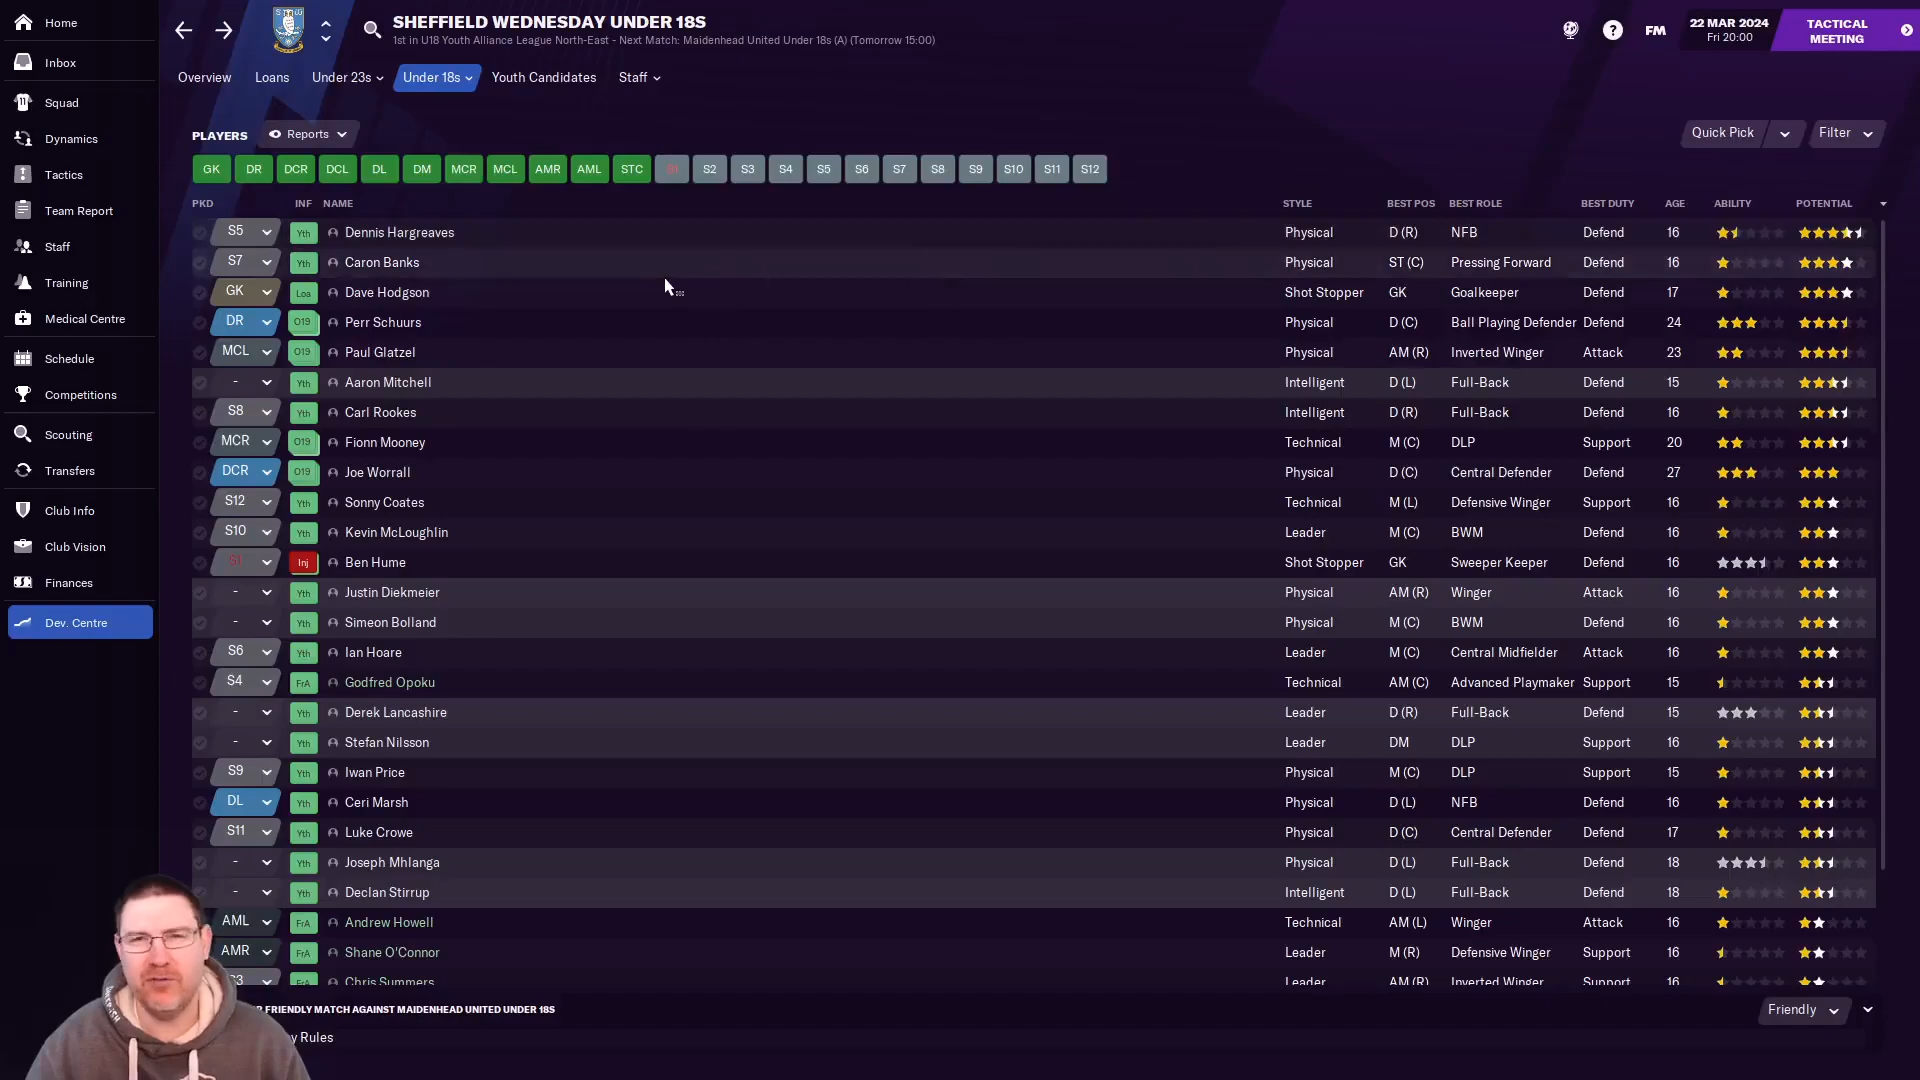 Home
Inbox
Squad
Dynamics
Tactics
Team Report
Staff
Training
Medical Centre
Schedule
Competitions
Scouting
Transfers
Club Info
Club Vision
Finances
Dev. Centre
SHEFFIELD WEDNESDAY UNDER 18S
1st in U18 Youth Alliance League North-East - Next Match: Maidenhead United Under 18s (A) (Tomorrow 15:00)
FM
22 MAR 2024
Fri 20:00
TACTICAL MEETING
Overview Loans Under 23s Under 18s Youth Candidates Staff
PLAYERS Reports Quick Pick Filter
GK DR DCR DCL DL DM MCR MCL AMR AML STC S1 S2 S3 S4 S5 S6 S7 S8 S9 S10 S11 S12
PKD INF NAME STYLE BEST POS BEST ROLE BEST DUTY AGE ABILITY POTENTIAL
S5 Yth Dennis Hargreaves Physical D (R) NFB Defend 16
S7 Yth Caron Banks Physical ST (C) Pressing Forward Defend 16
GK Loa Dave Hodgson Shot Stopper GK Goalkeeper Defend 17
DR O19 Perr Schuurs Physical D (C) Ball Playing Defender Defend 24
MCL O19 Paul Glatzel Physical AM (R) Inverted Winger Attack 23
- Yth Aaron Mitchell Intelligent D (L) Full-Back Defend 15
S8 Yth Carl Rookes Intelligent D (R) Full-Back Defend 16
MCR O19 Fionn Mooney Technical M (C) DLP Support 20
DCR O19 Joe Worrall Physical D (C) Central Defender Defend 27
S12 Yth Sonny Coates Technical M (L) Defensive Winger Support 16
S10 Yth Kevin McLoughlin Leader M (C) BWM Defend 16
S1 Inj Ben Hume Shot Stopper GK Sweeper Keeper Defend 16
- Yth Justin Diekmeier Physical AM (R) Winger Attack 16
- Yth Simeon Bolland Physical M (C) BWM Defend 16
S6 Yth Ian Hoare Leader M (C) Central Midfielder Attack 16
S4 FrA Godfred Opoku Technical AM (C) Advanced Playmaker Support 15
- Yth Derek Lancashire Leader D (R) Full-Back Defend 15
- Yth Stefan Nilsson Leader DM DLP Support 16
S9 Yth Iwan Price Physical M (C) DLP Support 15
DL Yth Ceri Marsh Physical D (L) NFB Defend 16
S11 Yth Luke Crowe Physical D (C) Central Defender Defend 17
- Yth Joseph Mhlanga Physical D (L) Full-Back Defend 18
- Yth Declan Stirrup Intelligent D (L) Full-Back Defend 18
AML FrA Andrew Howell Technical AM (L) Winger Attack 16
AMR FrA Shane O'Connor Leader M (R) Defensive Winger Support 16
FrA Chris Summers Leader AM (R) Inverted Winger Support 16
FRIENDLY MATCH AGAINST MAIDENHEAD UNITED UNDER 18S Friendly
Rules